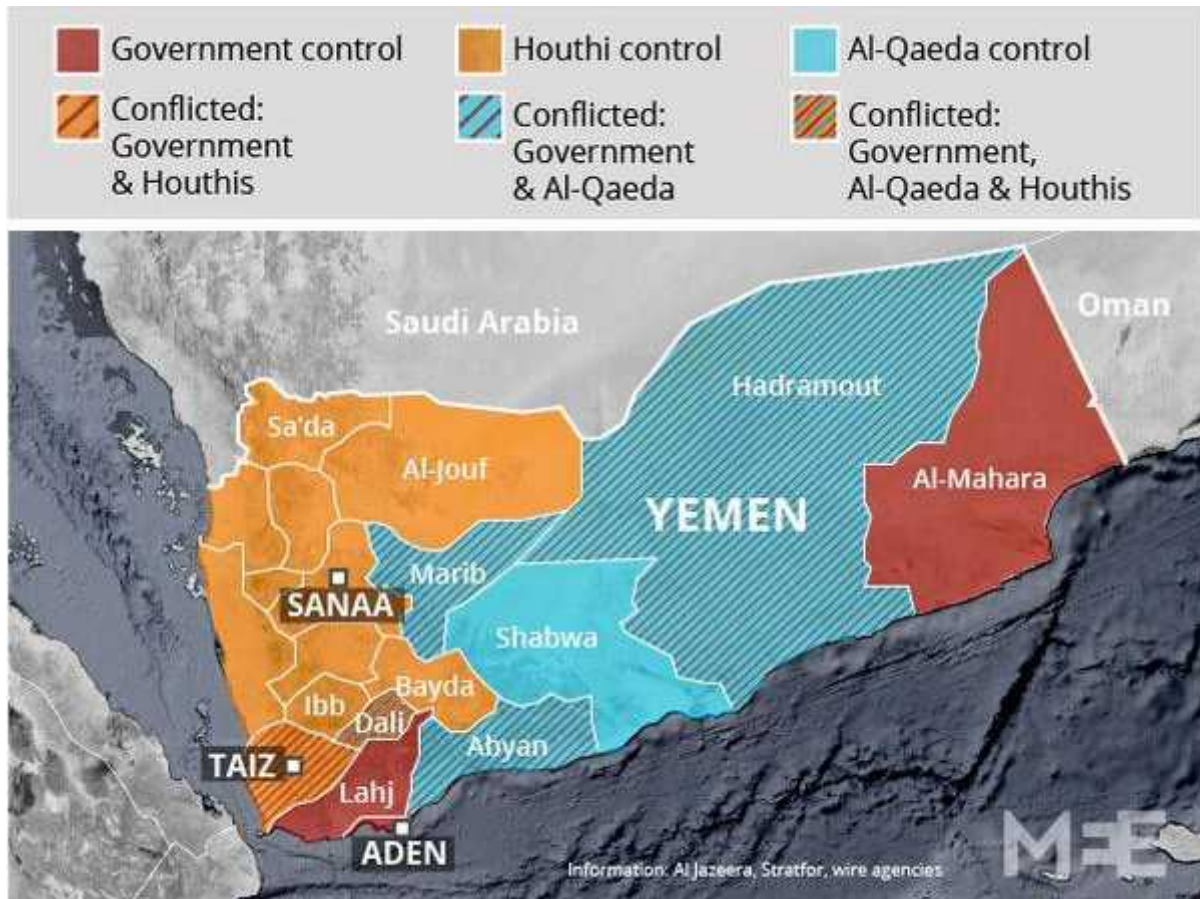 Government control
Houthi control
Al-Qaeda control
Conflicted:
Government
& Houthis
Conflicted:
Government
& Al-Qaeda
Conflicted:
Government,
Al-Qaeda & Houthis
Saudi Arabia
Oman
Hadramout
Sa'da
Al-Jouf
Al-Mahara
YEMEN
Marib
SANAA
Shabwa
Bayda
Ibb
Dali
Abyan
TAIZ
Lahj
ADEN
Information: Al Jazeera, Stratfor, wire agencies
MEE